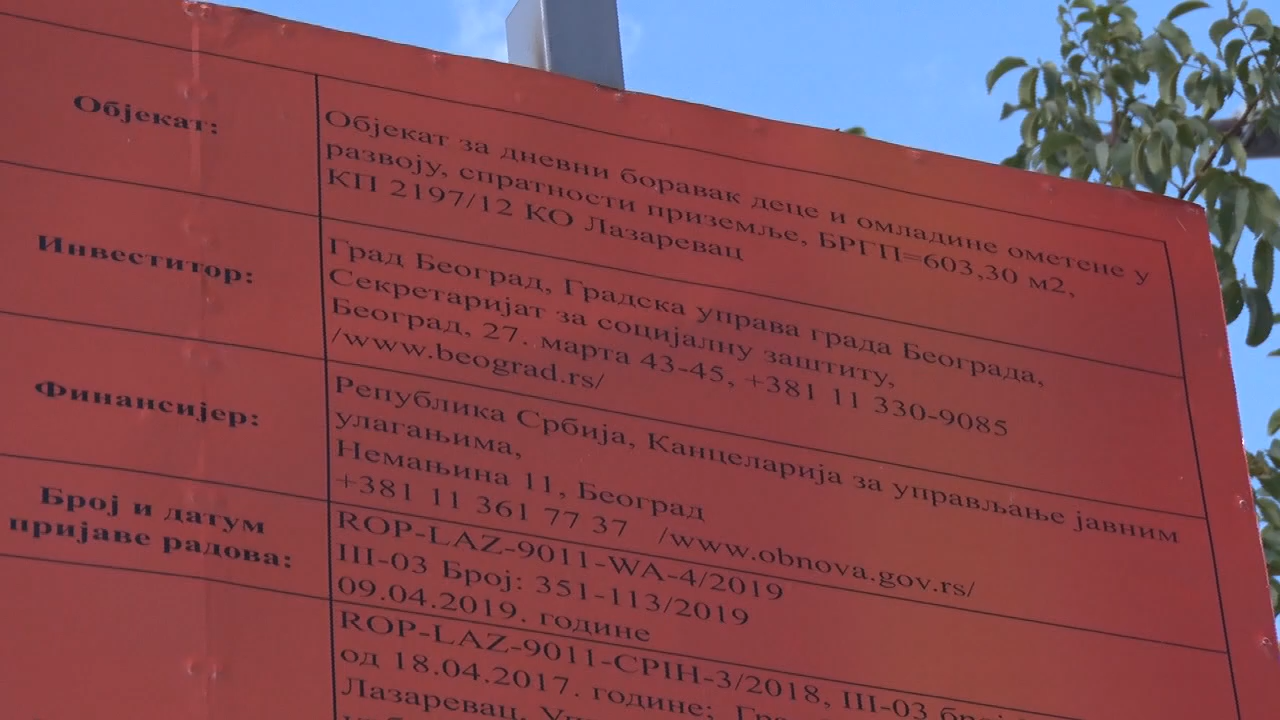 Објекат:
Објекат за дневни боравак деце и омладине ометене у
развоју, спратности приземље, БРГП=603,30 м2,
КП 2197/12 КО Лазаревац
Инвеститор:
Град Београд, Градска управа града Београда,
Секретаријат за социјалну заштиту,
Београд, 27. марта 43-45, +381 11 330-9085
/www.beograd.rs/
Финансијер:
Република Србија, Канцеларија за управљање јавним
улагањима,
Немањина 11, Београд
+381 11 361 77 37 /www.obnova.gov.rs/
Број и датум
пријаве радова:
ROP-LAZ-9011-WA-4/2019
III-03 Број: 351-113/2019
09.04.2019. године
ROP-LAZ-9011-CPIH-3/2018, III-03 број
од 18.04.2017. године;
Лазаревац,